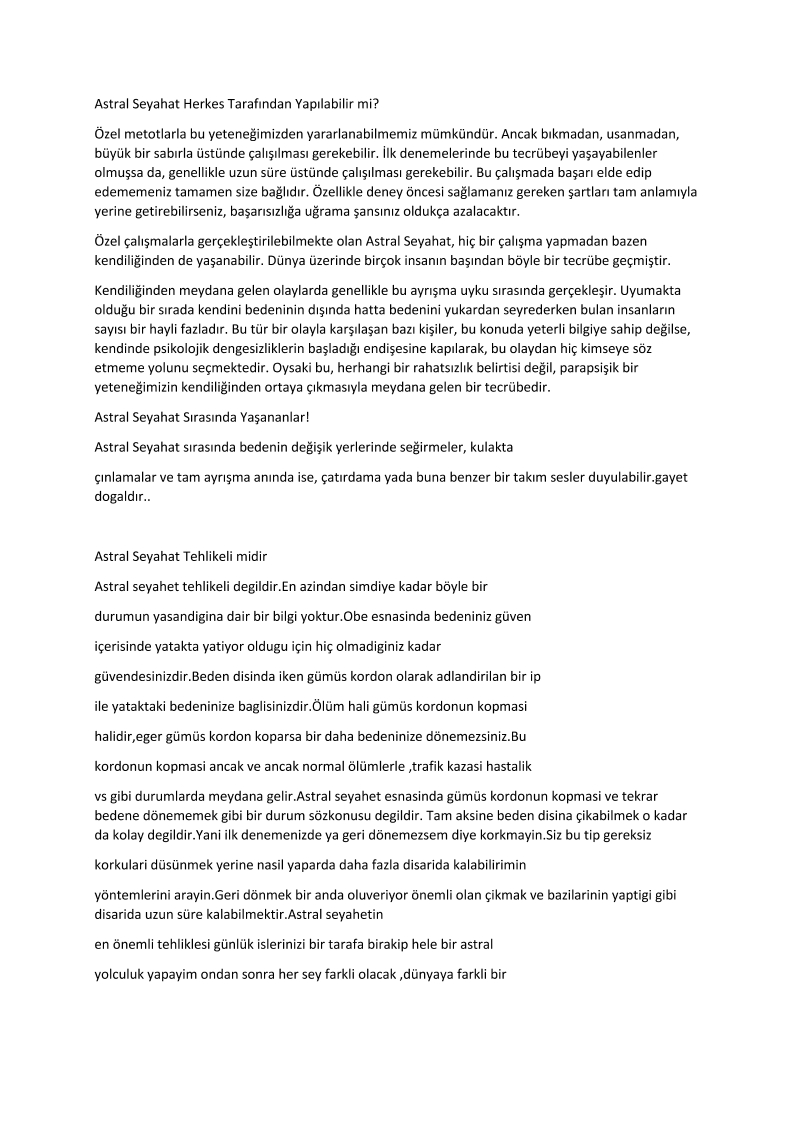 Astral Seyahat Herkes Tarafından Yapılabilir mi?
Özel metotlarla bu yeteneğimizden yararlanabilmemiz mümkündür. Ancak bıkmadan, usanmadan,
büyük bir sabırla üstünde çalışılması gerekebilir. İlk denemelerinde bu tecrübeyi yaşayabilenler
olmuşsa da, genellikle uzun süre üstünde çalışılması gerekebilir. Bu çalışmada başarı elde edip
edememeniz tamamen size bağlıdır. Özellikle deney öncesi sağlamanız gereken şartları tam anlamıyla
yerine getirebilirseniz, başarısızlığa uğrama şansınız oldukça azalacaktır.
Özel çalışmalarla gerçekleştirilebilmekte olan Astral Seyahat, hiç bir çalışma yapmadan bazen
kendiliğinden de yaşanabilir. Dünya üzerinde birçok insanın başından böyle bir tecrübe geçmiştir.
Kendiliğinden meydana gelen olaylarda genellikle bu ayrışma uyku sırasında gerçekleşir. Uyumakta
olduğu bir sırada kendini bedeninin dışında hatta bedenini yukardan seyrederken bulan insanların
sayısı bir hayli fazladır. Bu tür bir olayla karşılaşan bazı kişiler, bu konuda yeterli bilgiye sahip değilse,
kendinde psikolojik dengesizliklerin başladığı endişesine kapılarak, bu olaydan hiç kimseye söz
etmeme yolunu seçmektedir. Oysaki bu, herhangi bir rahatsızlık belirtisi değil, parapsişik bir
yeteneğimizin kendiliğinden ortaya çıkmasıyla meydana gelen bir tecrübedir.
Astral Seyahat Sırasında Yaşananlar!
Astral Seyahat sırasında bedenin değişik yerlerinde seğirmeler, kulakta
çınlamalar ve tam ayrışma anında ise, çatırdama yada buna benzer bir takım sesler duyulabilir.gayet
dogaldır..
Astral Seyahat Tehlikeli midir
Astral seyahet tehlikeli degildir.En azindan simdiye kadar böyle bir
durumun yasandigina dair bir bilgi yoktur.Obe esnasinda bedeniniz güven
içerisinde yatakta yatiyor oldugu için hiç olmadiginiz kadar
güvendesinizdir.Beden disinda iken gümüs kordon olarak adlandirilan bir ip
ile yataktaki bedeninize baglisinizdir.Ölüm hali gümüs kordonun kopmasi
halidir,eger gümüs kordon koparsa bir daha bedeninize dönemezsiniz.Bu
kordonun kopmasi ancak ve ancak normal ölümlerle ,trafik kazasi hastalik
vs gibi durumlarda meydana gelir.Astral seyahet esnasinda gümüs kordonun kopmasi ve tekrar
bedene dönememek gibi bir durum sözkonusu degildir. Tam aksine beden disina çikabilmek o kadar
da kolay degildir.Yani ilk denemenizde ya geri dönemezsem diye korkmayin.Siz bu tip gereksiz
korkulari düsünmek yerine nasil yaparda daha fazla disarida kalabilirimin
yöntemlerini arayin.Geri dönmek bir anda oluveriyor önemli olan çikmak ve bazilarinin yaptigi gibi
disarida uzun süre kalabilmektir.Astral seyahetin
en önemli tehliklesi günlük islerinizi bir tarafa birakip hele bir astral
yolculuk yapayim ondan sonra her sey farkli olacak ,dünyaya farkli bir